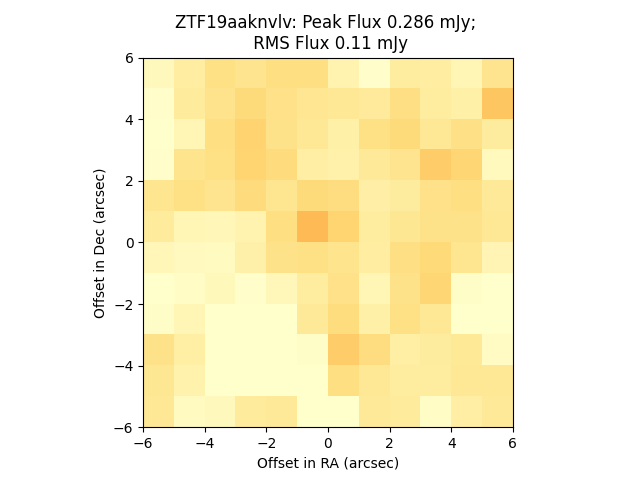 ZTF19aaknvlv: Peak Flux 0.286 mJy;
RMS Flux 0.11 mJy
6
4
2
0
−2
−4
−6
Offset in Dec (arcsec)
−6 −4 −2 0 2 4 6
Offset in RA (arcsec)